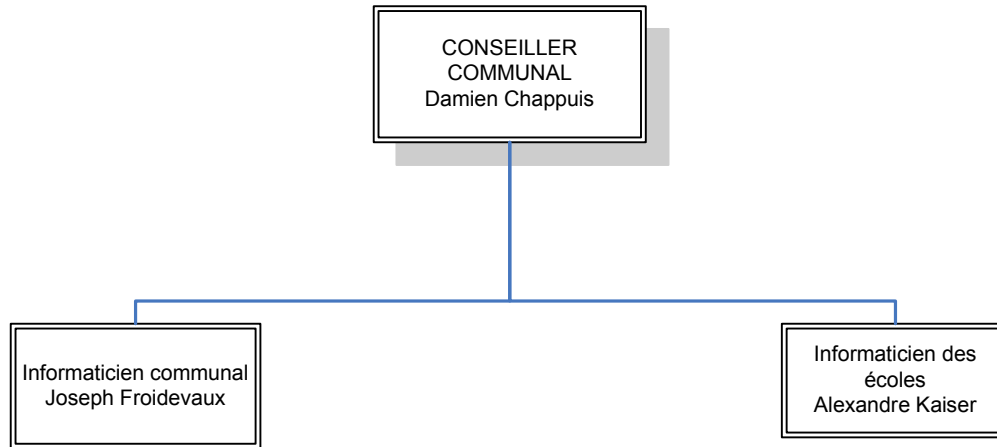 CONSEILLER
COMMUNAL
Damien Chappuis
Informaticien communal
Joseph Froidevaux
Informaticien des
écoles
Alexandre Kaiser